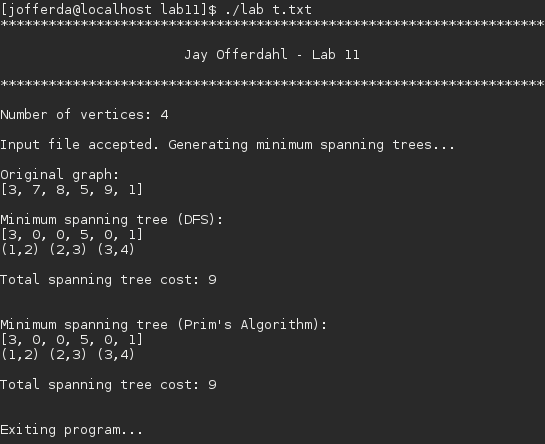 [jofferda@localhost lab11]$ ./lab t.txt
********************************************************************
Jay Offerdahl - Lab 11
********************************************************************
Number of vertices: 4
Input file accepted. Generating minimum spanning trees...
Original graph:
[3, 7, 8, 5, 9, 1]
Minimum spanning tree (DFS):
[3, 0, 0, 5, 0, 1]
(1,2) (2,3) (3,4)
Total spanning tree cost: 9
Minimum spanning tree (Prim's Algorithm):
[3, 0, 0, 5, 0, 1]
(1,2) (2,3) (3,4)
Total spanning tree cost: 9
Exiting program...